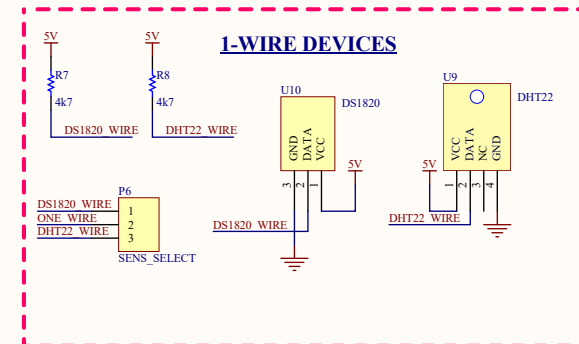 1-WIRE DEVICES
5V
5V
R7
4k7
R8
4k7
DS1820_WIRE
DHT22_WIRE
U10
DS1820
GND
DATA
VCC
3
2
1
5V
DS1820_WIRE
U9
DHT22
VCC
DATA
NC
GND
1
2
3
4
5V
DHT22_WIRE
P6
DS1820_WIRE
1
ONE_WIRE
2
DHT22_WIRE
3
SENS_SELECT